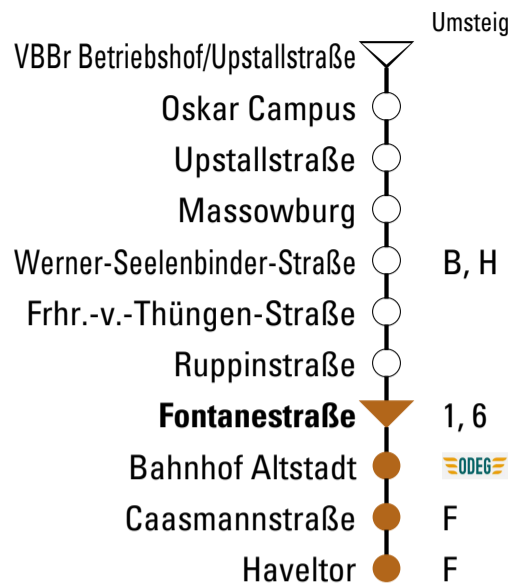 Umsteig
VBBr Betriebshof/Upstallstraße
Oskar Campus
Upstallstraße
Massowburg
Werner-Seelenbinder-Straße B, H
Frhr.-v.-Thüngen-Straße
Ruppinstraße
Fontanestraße 1, 6
Bahnhof Altstadt ODEG
Caasmannstraße F
Haveltor F